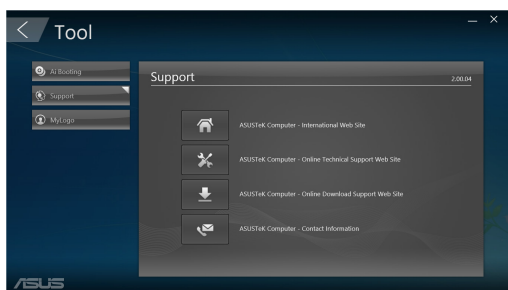 Tool
Ai Booting
Support
MyLogo
Support
2.00.04
ASUSTeK Computer - International Web Site
ASUSTeK Computer - Online Technical Support Web Site
ASUSTeK Computer - Online Download Support Web Site
ASUSTeK Computer - Contact Information
ASUS